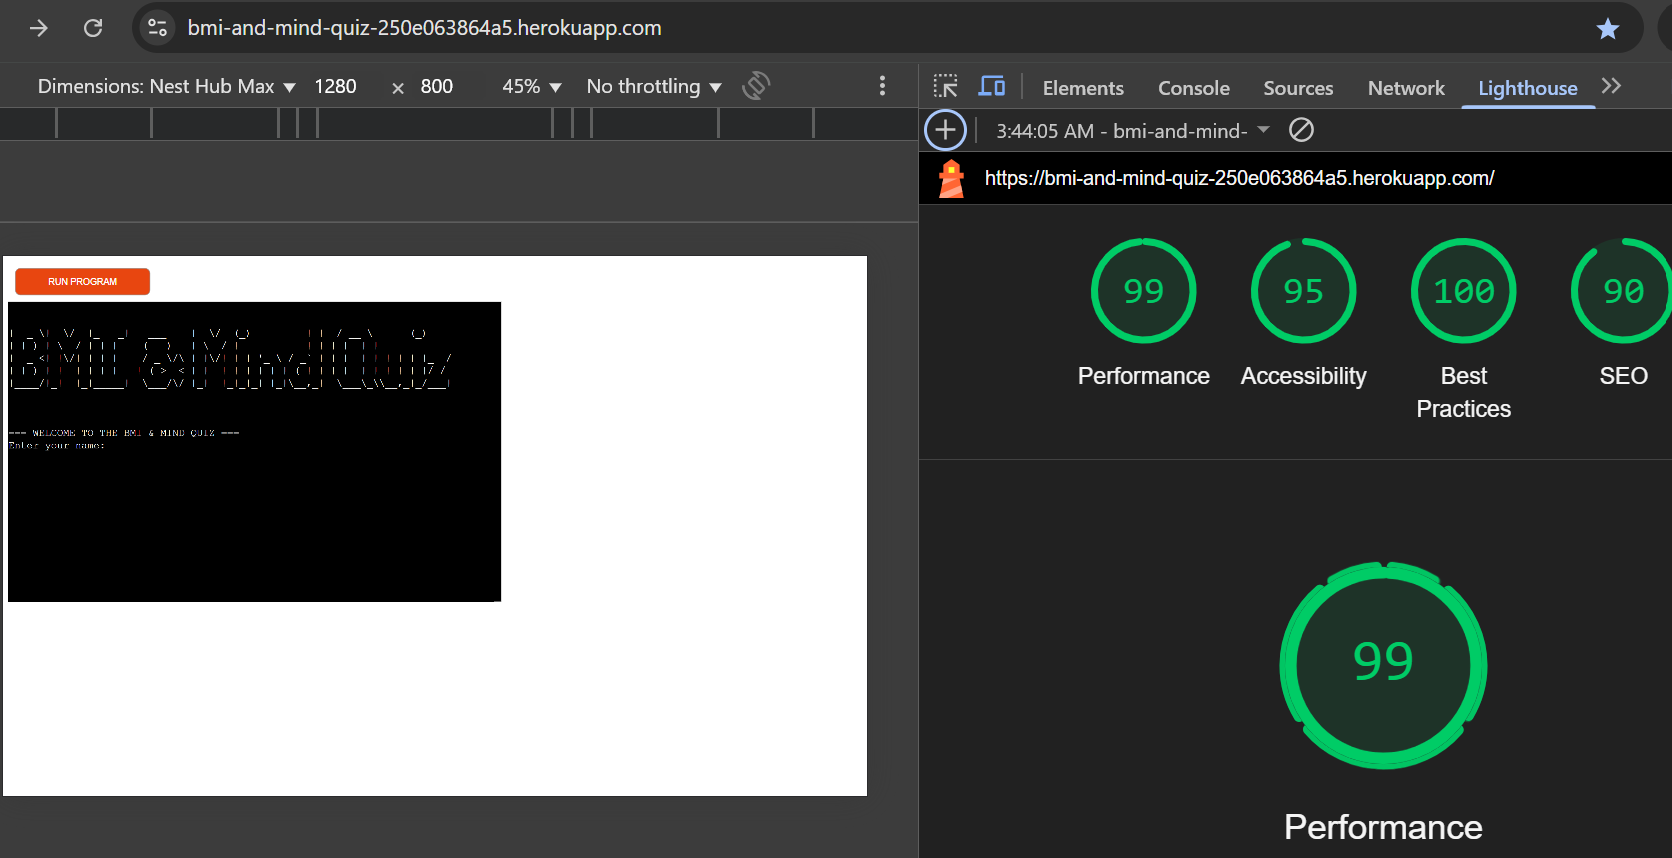 bmi-and-mind-quiz-250e063864a5.herokuapp.com
Dimensions: Nest Hub Max ▼ 1280 × 800 45% ▼ No throttling ▼
Elements Console Sources Network Lighthouse
3:44:05 AM - bmi-and-mind-
https://bmi-and-mind-quiz-250e063864a5.herokuapp.com/
RUN PROGRAM
BMI & Mind Quiz
--- WELCOME TO THE BMI & MIND QUIZ ---
Enter your name:
99 95 100 90
Performance Accessibility Best Practices SEO
99
Performance